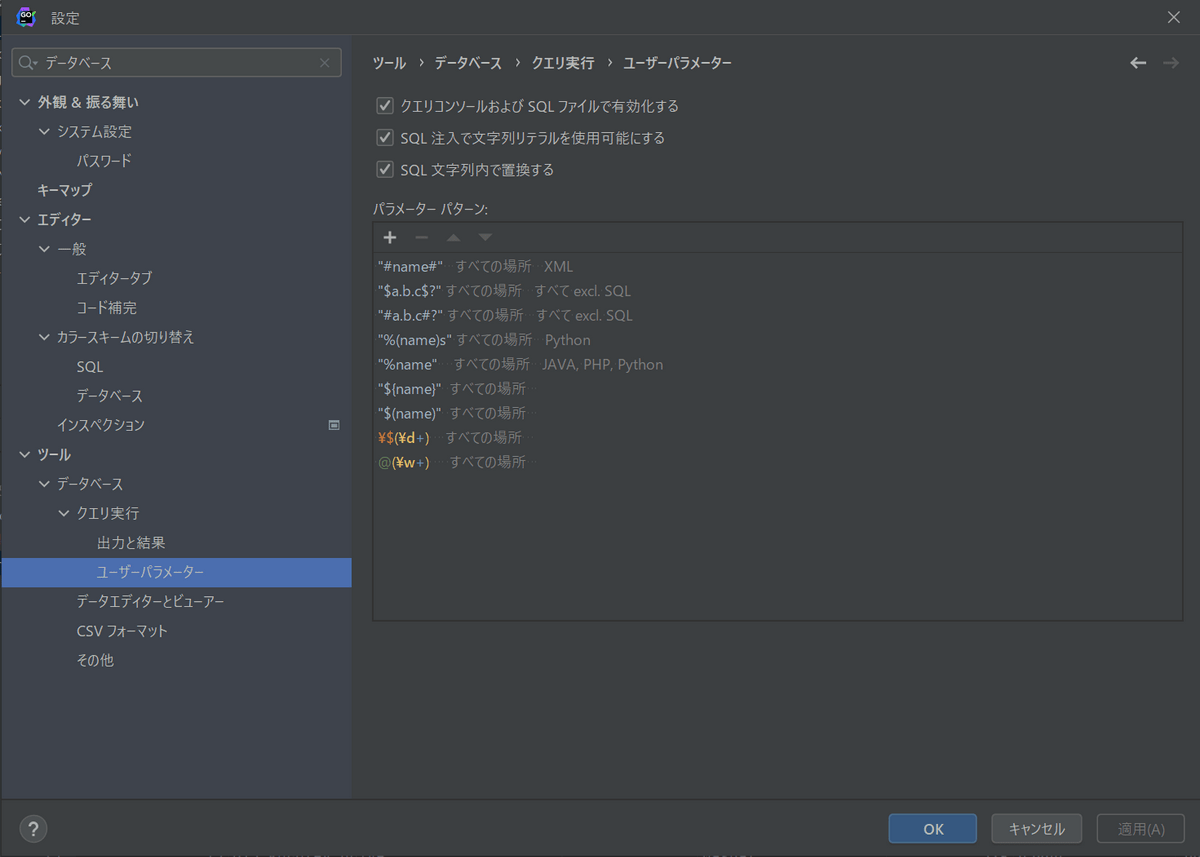 GO 設定
データベース
外観 & 振る舞い
システム設定
パスワード
キーマップ
エディター
一般
エディタータブ
コード補完
カラースキームの切り替え
SQL
データベース
インスペクション
ツール
データベース
クエリ実行
出力と結果
ユーザーパラメーター
データエディターとビューアー
CSV フォーマット
その他
ツール › データベース › クエリ実行 › ユーザーパラメーター
クエリコンソールおよび SQL ファイルで有効化する
SQL 注入で文字列リテラルを使用可能にする
SQL 文字列内で置換する
パラメーター パターン:
"#name#" すべての場所 XML
"$a.b.c$?" すべての場所 すべて excl. SQL
"#a.b.c#?" すべての場所 すべて excl. SQL
"%(name)s" すべての場所 Python
"%name" すべての場所 JAVA, PHP, Python
"${name}" すべての場所
"$(name)" すべての場所
¥$(¥d+) すべての場所
@(¥w+) すべての場所
?
OK
キャンセル
適用(A)